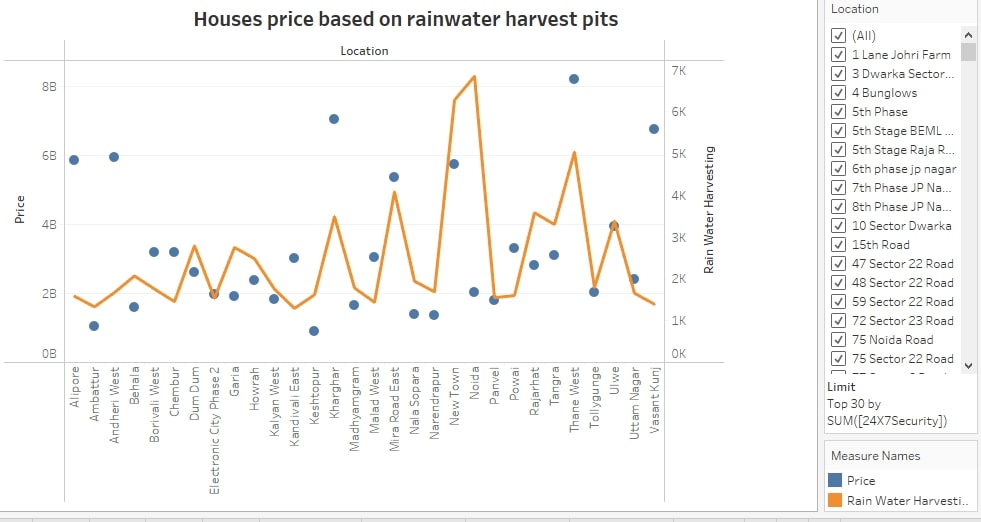 Houses price based on rainwater harvest pits
Location
8B
6B
4B
2B
0B
Price
7K
6K
5K
4K
3K
2K
1K
0K
Rain Water Harvesting
Alipore
Ambattur
Andheri West
Behala
Borivali West
Chembur
Dum Dum
Electronic City Phase 2
Garia
Howrah
Kalyan West
Kandivali East
Keshtopur
Kharghar
Madhyamgram
Malad West
Mira Road East
Nala Sopara
Narendrapur
New Town
Noida
Panvel
Powai
Rajarhat
Tangra
Thane West
Tollygunge
Ulwe
Uttam Nagar
Vasant Kunj
Location
(All)
1 Lane Johri Farm
3 Dwarka Sector...
4 Bunglows
5th Phase
5th Stage BEML ...
5th Stage Raja R...
6th phase jp nagar
7th Phase JP Na...
8th Phase JP Na...
10 Sector Dwarka
15th Road
47 Sector 22 Road
48 Sector 22 Road
59 Sector 22 Road
72 Sector 23 Road
75 Noida Road
75 Sector 22 Road
Limit
Top 30 by
SUM([24X7Security])
Measure Names
Price
Rain Water Harvesti..